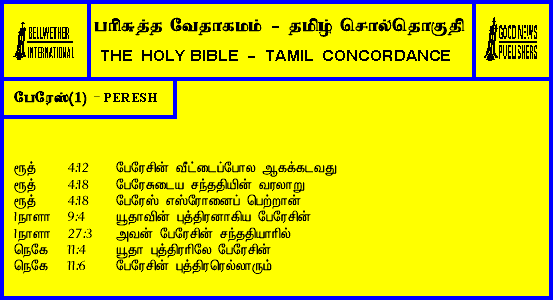 BELLWETHER
INTERNATIONAL
பரிசுத்த வேதாகமம் - தமிழ் சொல்தொகுதி
THE HOLY BIBLE - TAMIL CONCORDANCE
GOOD NEWS
PUBLISHERS
பேரேஸ்(1) - PERESH
ரூத் 4:12 பேரேசின் வீட்டைப்போல ஆகக்கடவது
ரூத் 4:18 பேரேசுடைய சந்ததியின் வரலாறு
ரூத் 4:18 பேரேஸ் எஸ்ரோனைப் பெற்றான்
1நாளா 9:4 யூதாவின் புத்திரனாகிய பேரேசின்
1நாளா 27:3 அவன் பேரேசின் சந்ததியாரில்
நெகே 11:4 யூதா புத்திரரிலே பேரேசின்
நெகே 11:6 பேரேசின் புத்திரரெல்லாரும்